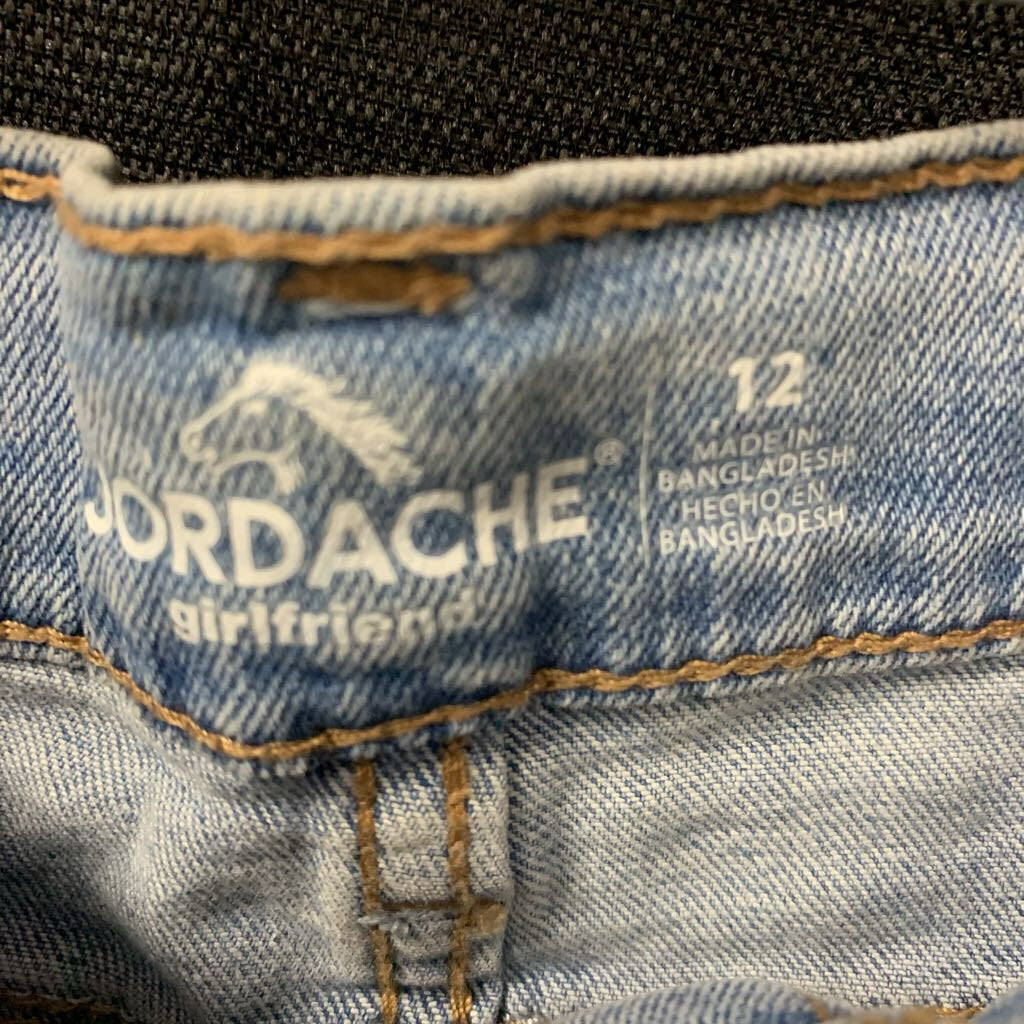 JORDACHE®
girlfriend
12
MADE IN
BANGLADESH
HECHO EN
BANGLADESH